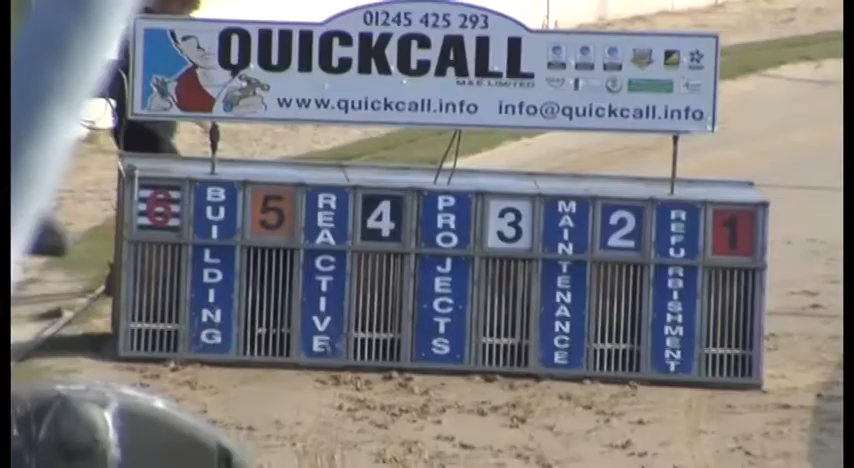 01245 425 293
QUICKCALL
M&E LIMITED
www.quickcall.info info@quickcall.info
6
BUILDING
5
REACTIVE
4
PROJECTS
3
MAINTENANCE
2
REFURBISHMENT
1